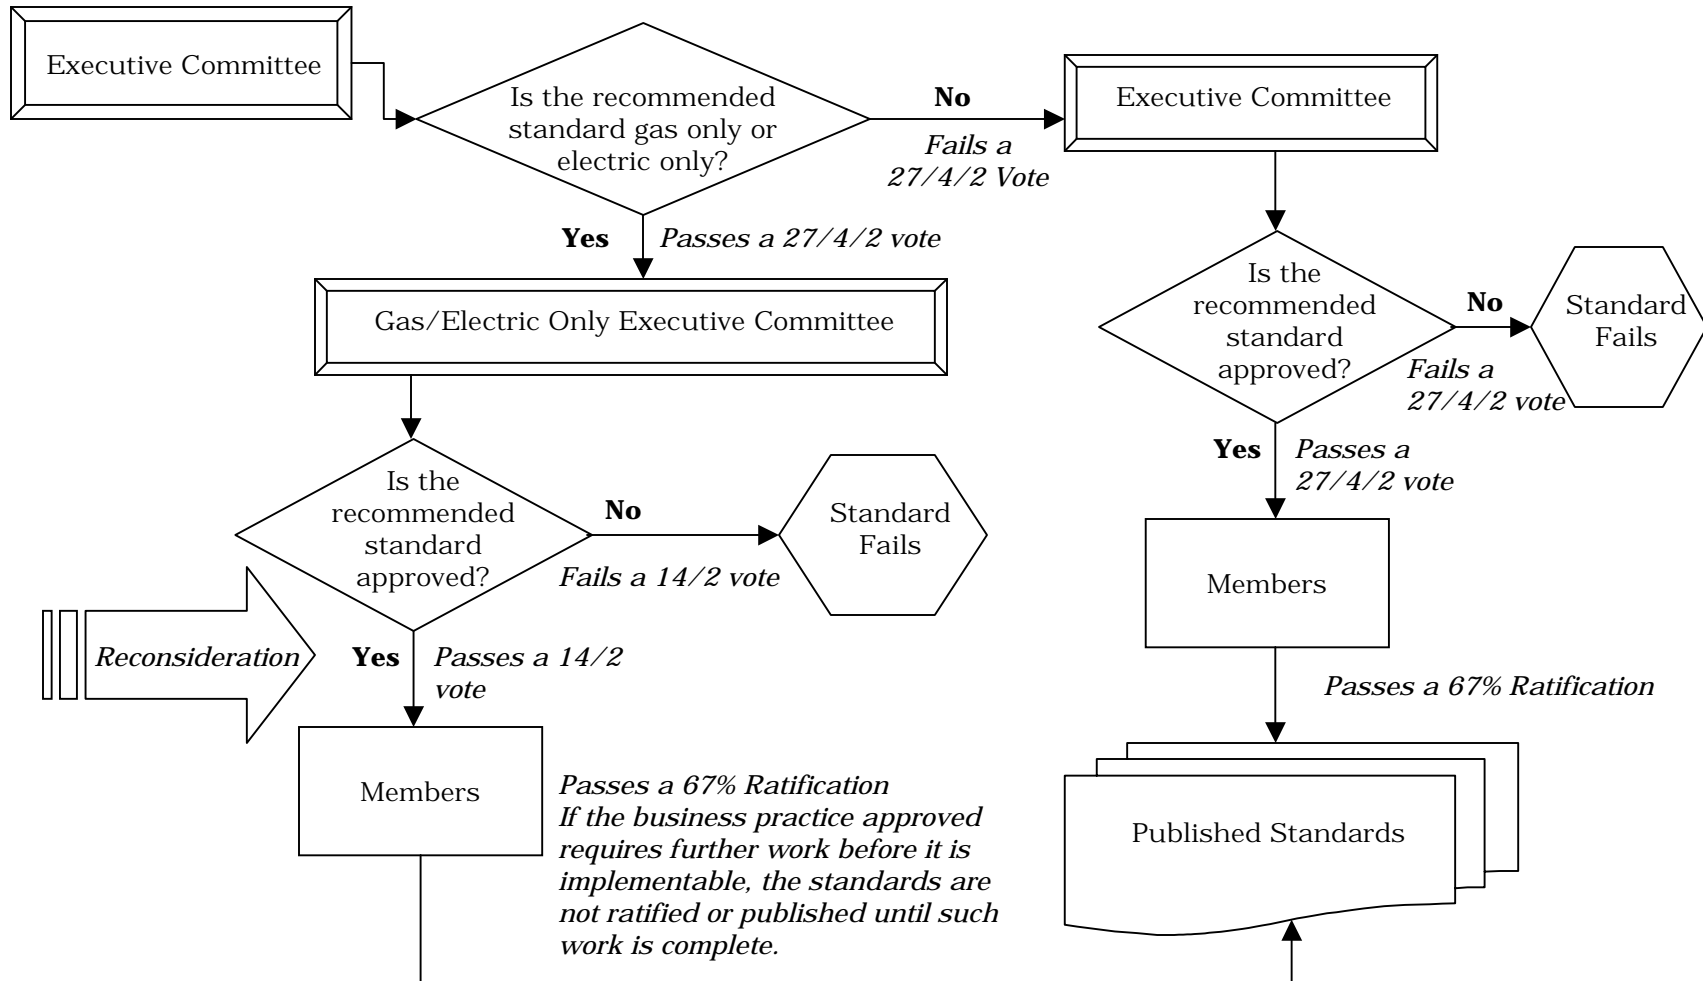 Executive Committee
Is the recommended
standard gas only or
electric only?
No
Fails a
27/4/2 Vote
Executive Committee
Yes
Passes a 27/4/2 vote
Gas/Electric Only Executive Committee
Is the
recommended
standard
approved?
No
Fails a
27/4/2 vote
Standard
Fails
Yes
Passes a
27/4/2 vote
Is the
recommended
standard
approved?
No
Fails a 14/2 vote
Standard
Fails
Members
Reconsideration
Yes
Passes a 14/2
vote
Passes a 67% Ratification
Members
Passes a 67% Ratification
If the business practice approved
requires further work before it is
implementable, the standards are
not ratified or published until such
work is complete.
Published Standards